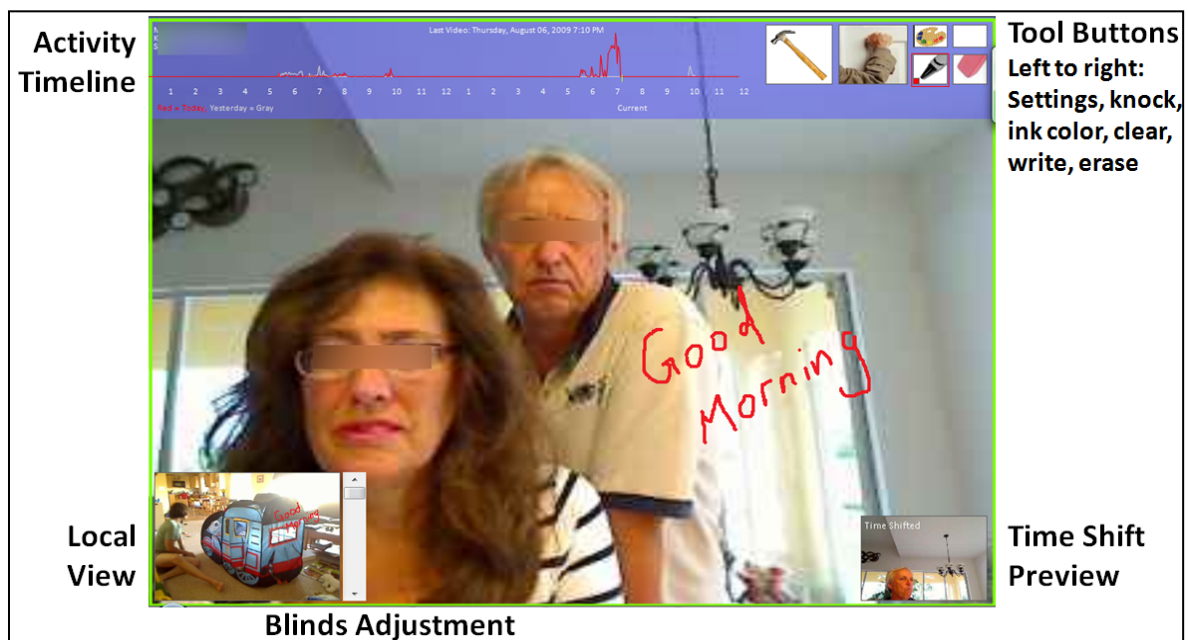 Activity
Timeline
Last Video: Thursday, August 06, 2009 7:10 PM
1 2 3 4 5 6 7 8 9 10 11 12 1 2 3 4 5 6 7 8 9 10 11 12
Red = Today, Yesterday = Gray
Current
Tool Buttons
Left to right:
Settings, knock,
ink color, clear,
write, erase
Good
Morning
Good
Morning
Time Shifted
Local
View
Time Shift
Preview
Blinds Adjustment